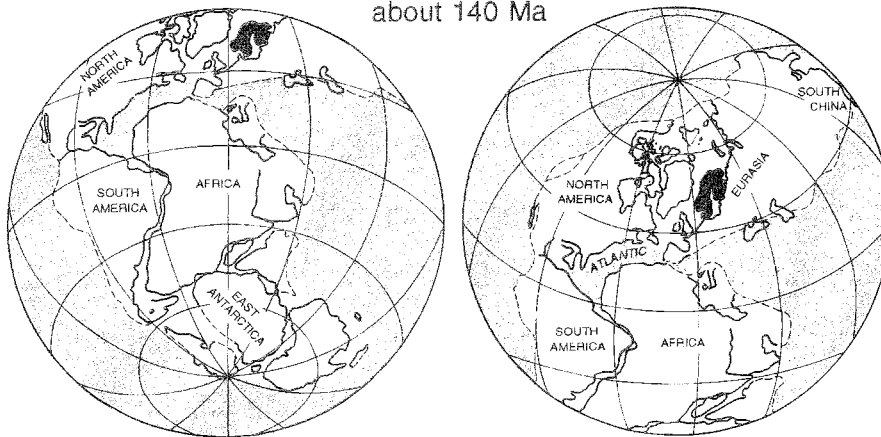 about 140 Ma
NORTH
AMERICA
SOUTH
AMERICA
AFRICA
EAST
ANTARCTICA
SOUTH
CHINA
EURASIA
NORTH
AMERICA
ATLANTIC
SOUTH
AMERICA
AFRICA